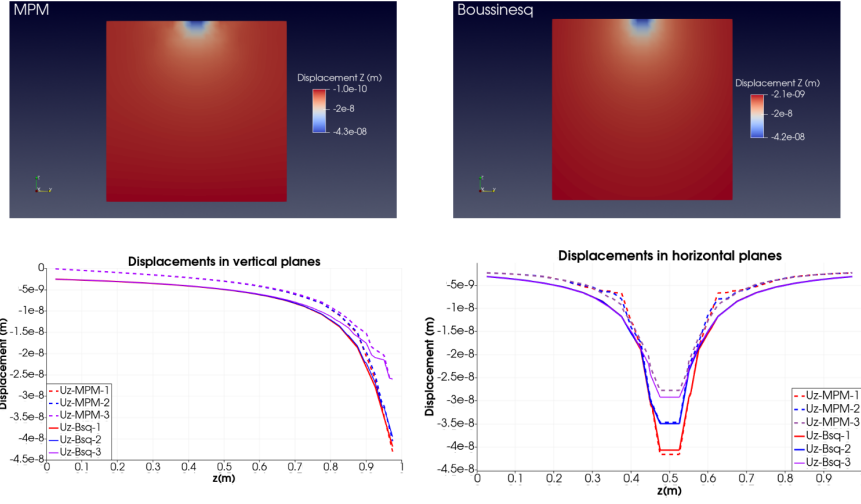 MPM
Displacement Z (m)
-1.0e-10
-2e-8
-4.3e-08
Boussinesq
Displacement Z (m)
-2.1e-09
-2e-8
-4.2e-08
Displacements in vertical planes
0
-5e-9
-1e-8
-1.5e-8
-2e-8
-2.5e-8
-3e-8
-3.5e-8
-4e-8
-4.5e-8
Displacement (m)
Uz-MPM-1
Uz-MPM-2
Uz-MPM-3
Uz-Bsq-1
Uz-Bsq-2
Uz-Bsq-3
0 0.1 0.2 0.3 0.4 0.5 0.6 0.7 0.8 0.9 1
z(m)
Displacements in horizontal planes
-5e-9
-1e-8
-1.5e-8
-2e-8
-2.5e-8
-3e-8
-3.5e-8
-4e-8
-4.5e-8
Displacement (m)
Uz-MPM-1
Uz-MPM-2
Uz-MPM-3
Uz-Bsq-1
Uz-Bsq-2
Uz-Bsq-3
0 0.1 0.2 0.3 0.4 0.5 0.6 0.7 0.8 0.9
z(m)